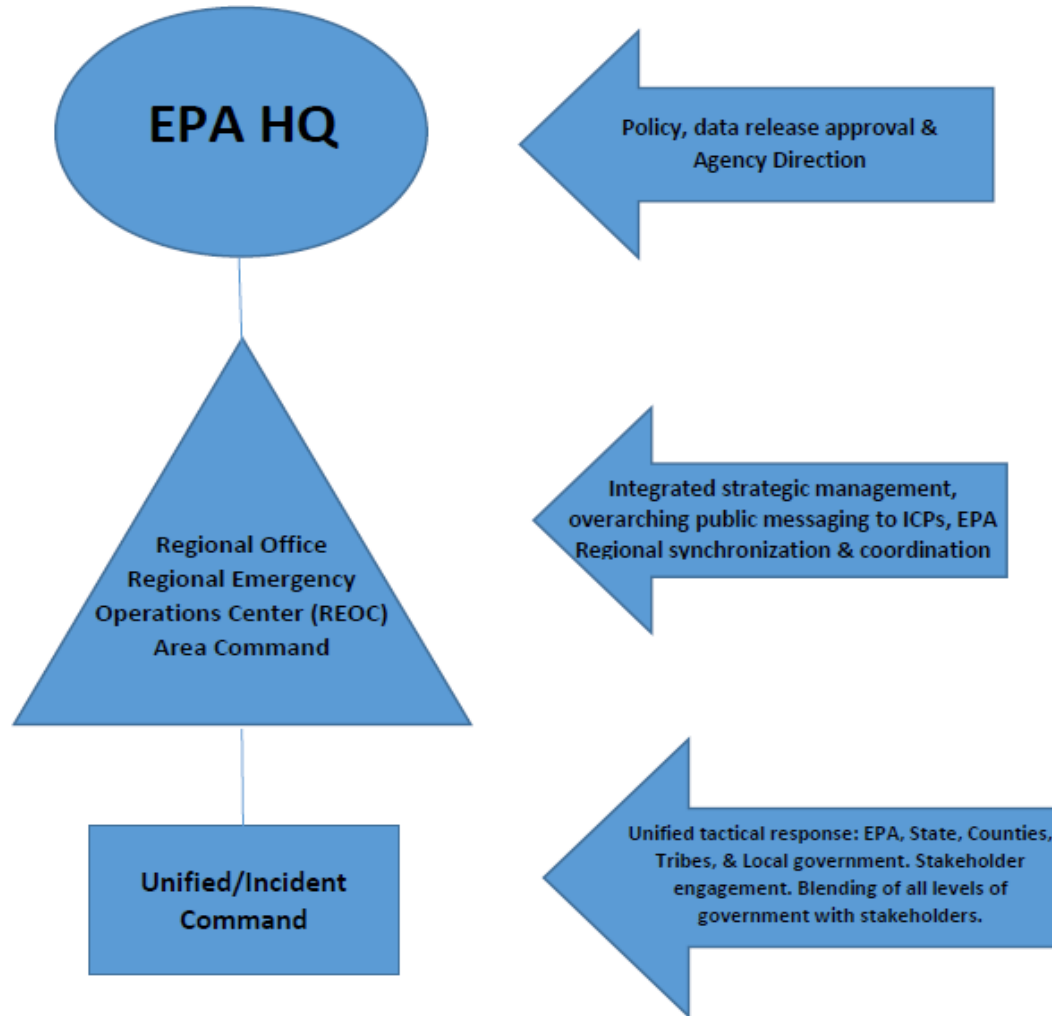 EPA HQ
Policy, data release approval &
Agency Direction
Regional Office
Regional Emergency
Operations Center (REOC)
Area Command
Integrated strategic management,
overarching public messaging to ICPs, EPA
Regional synchronization & coordination
Unified/Incident
Command
Unified tactical response: EPA, State, Counties,
Tribes, & Local government. Stakeholder
engagement. Blending of all levels of
government with stakeholders.